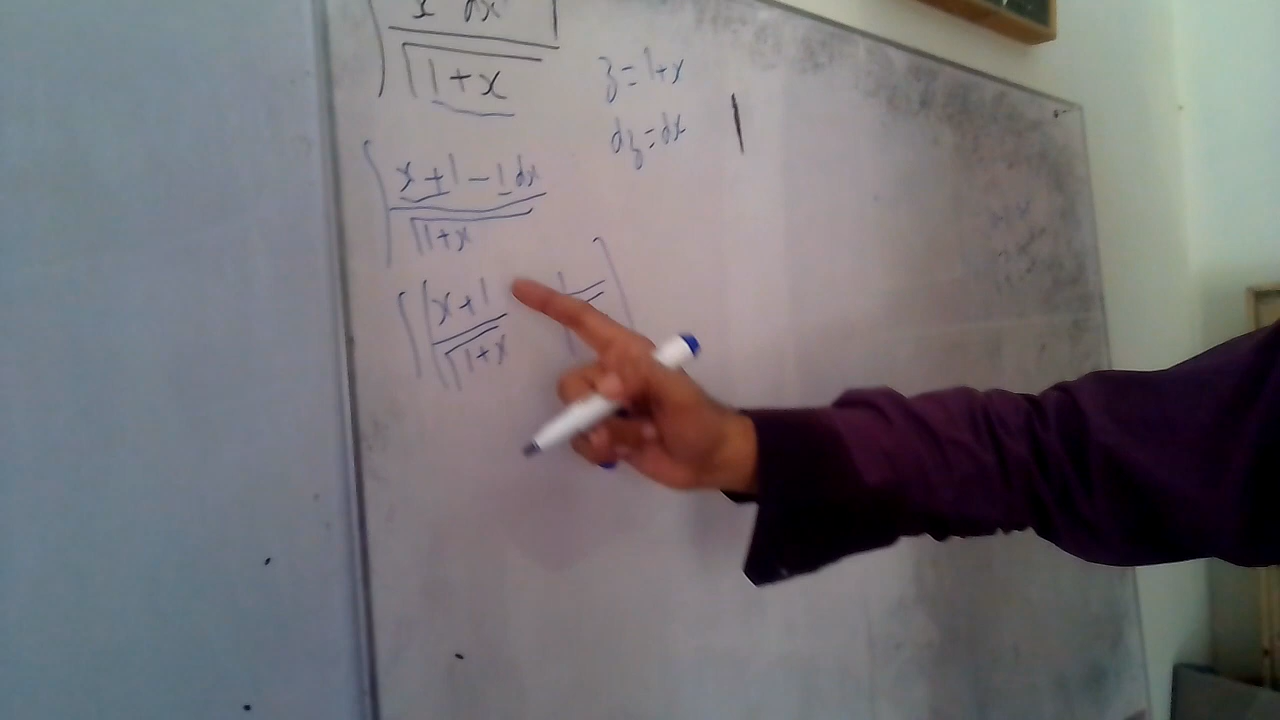 ∫ x dx / √(1+x)
z = 1+x
dz = dx
∫ x+1-1 dx / √(1+x)
∫ ( x+1 / √(1+x)